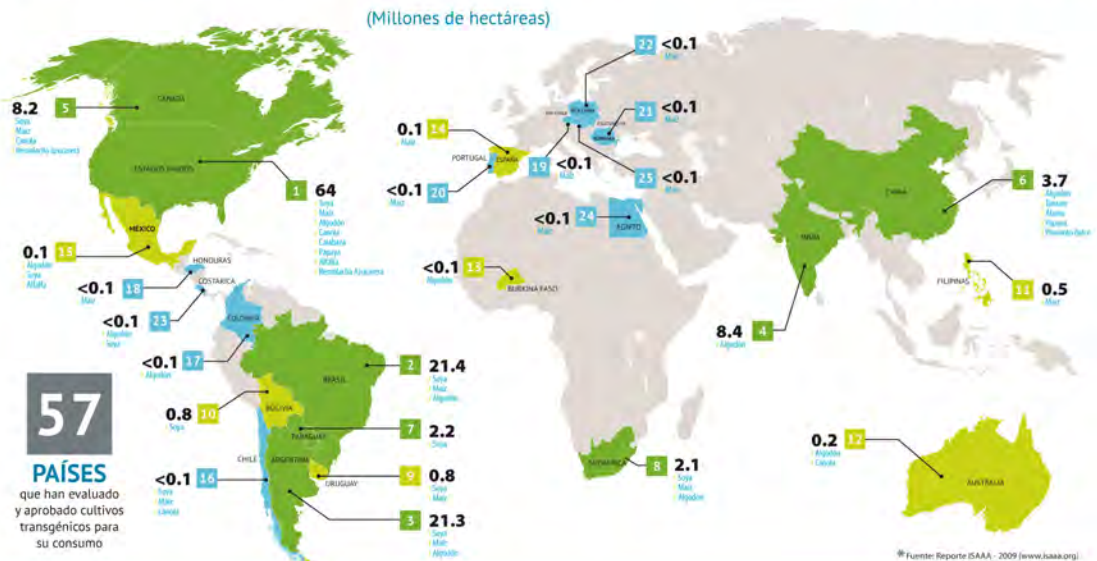 (Millones de hectáreas)
8.2
5
CANADÁ
Soya
Maíz
Canola
Remolacha Azucarera
ESTADOS UNIDOS
1
64
Soya
Maíz
Algodón
Canola
Calabaza
Papaya
Alfalfa
Remolacha Azucarera
MÉXICO
0.1
15
Algodón
Soya
Alfalfa
HONDURAS
<0.1
18
Maíz
COSTARICA
<0.1
23
Algodón
Soya
COLOMBIA
<0.1
17
Algodón
BRASIL
2
21.4
Soya
Maíz
Algodón
BOLIVIA
0.8
10
Soya
PARAGUAY
7
2.2
Soya
CHILE
<0.1
16
Soya
Maíz
Canola
ARGENTINA
URUGUAY
9
0.8
Soya
Maíz
3
21.3
Soya
Maíz
Algodón
57
PAÍSES
que han evaluado
y aprobado cultivos
transgénicos para
su consumo
22
<0.1
Maíz
21
<0.1
Maíz
0.1
14
Maíz
PORTUGAL
ESPAÑA
<0.1
20
Maíz
19
<0.1
Maíz
25
<0.1
Maíz
<0.1
24
Maíz
EGIPTO
<0.1
13
Algodón
BURKINA FASO
SUDÁFRICA
8
2.1
Soya
Maíz
Algodón
CHINA
6
3.7
Algodón
Tomate
Álamo
Papaya
Pimiento dulce
INDIA
8.4
4
Algodón
FILIPINAS
11
0.5
Maíz
0.2
12
Algodón
Canola
AUSTRALIA
* Fuente: Reporte ISAAA - 2009 (www.isaaa.org)